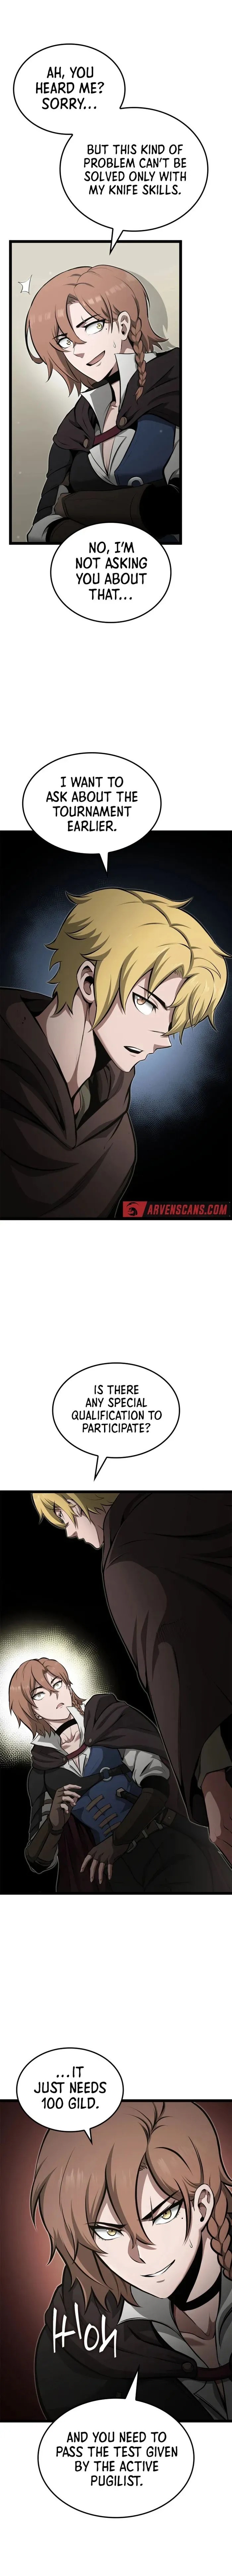 AH, YOU
HEARD ME?
SORRY...
BUT THIS KIND OF
PROBLEM CAN'T BE
SOLVED ONLY WITH
MY KNIFE SKILLS.
NO, I'M
NOT ASKING
YOU ABOUT
THAT...
I WANT TO
ASK ABOUT THE
TOURNAMENT
EARLIER.
ARVENSCANS.COM
IS THERE
ANY SPECIAL
QUALIFICATION TO
PARTICIPATE?
...IT
JUST NEEDS
100 GILD.
AND YOU NEED TO
PASS THE TEST GIVEN
BY THE ACTIVE
PUGILIST.